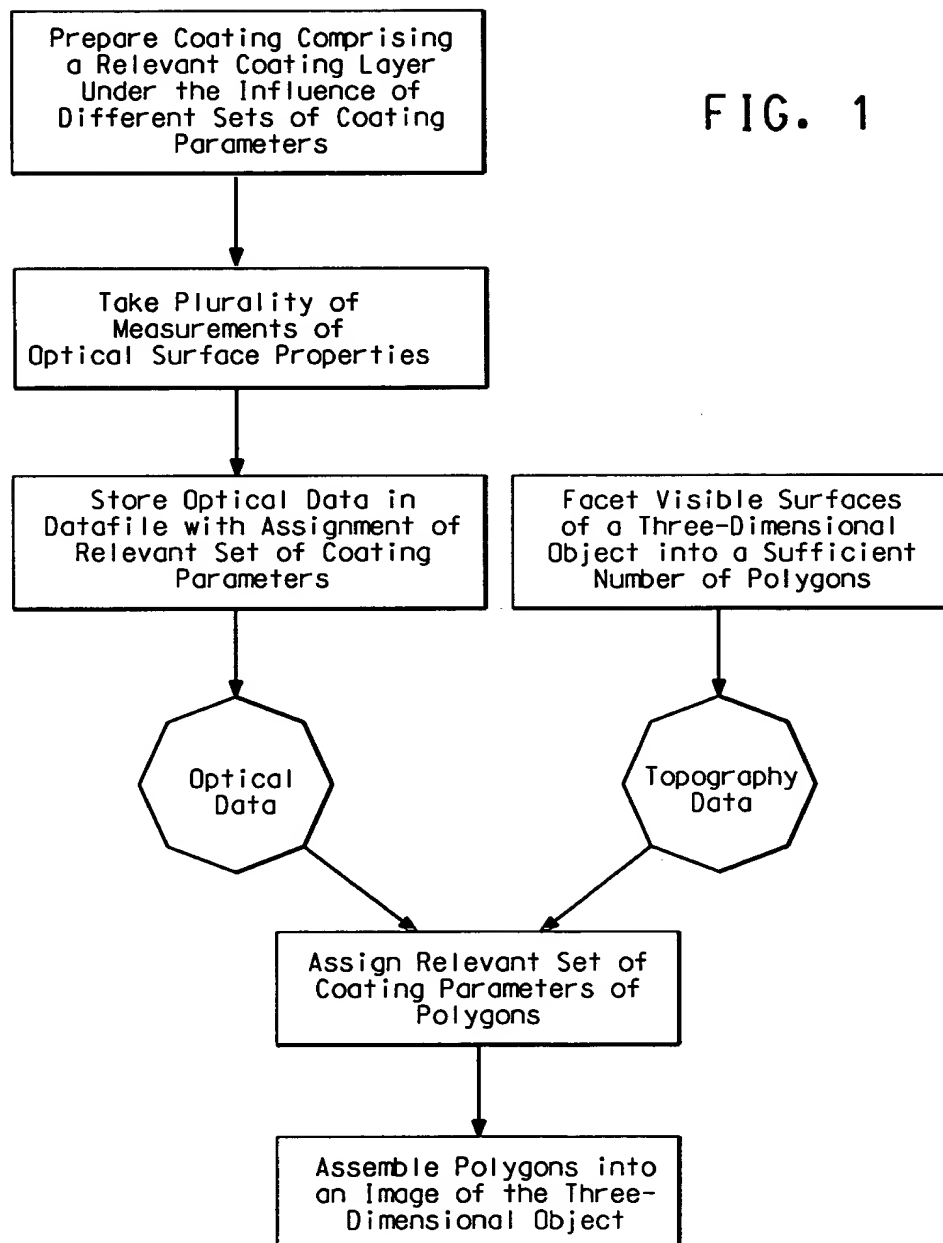 Prepare Coating Comprising
a Relevant Coating Layer
Under the Influence of
Different Sets of Coating
Parameters
FIG. 1
Take Plurality of
Measurements of
Optical Surface Properties
Store Optical Data in
Datafile with Assignment of
Relevant Set of Coating
Parameters
Facet Visible Surfaces
of a Three-Dimensional
Object into a Sufficient
Number of Polygons
Optical
Data
Topography
Data
Assign Relevant Set of
Coating Parameters of
Polygons
Assemble Polygons into
an Image of the Three-
Dimensional Object